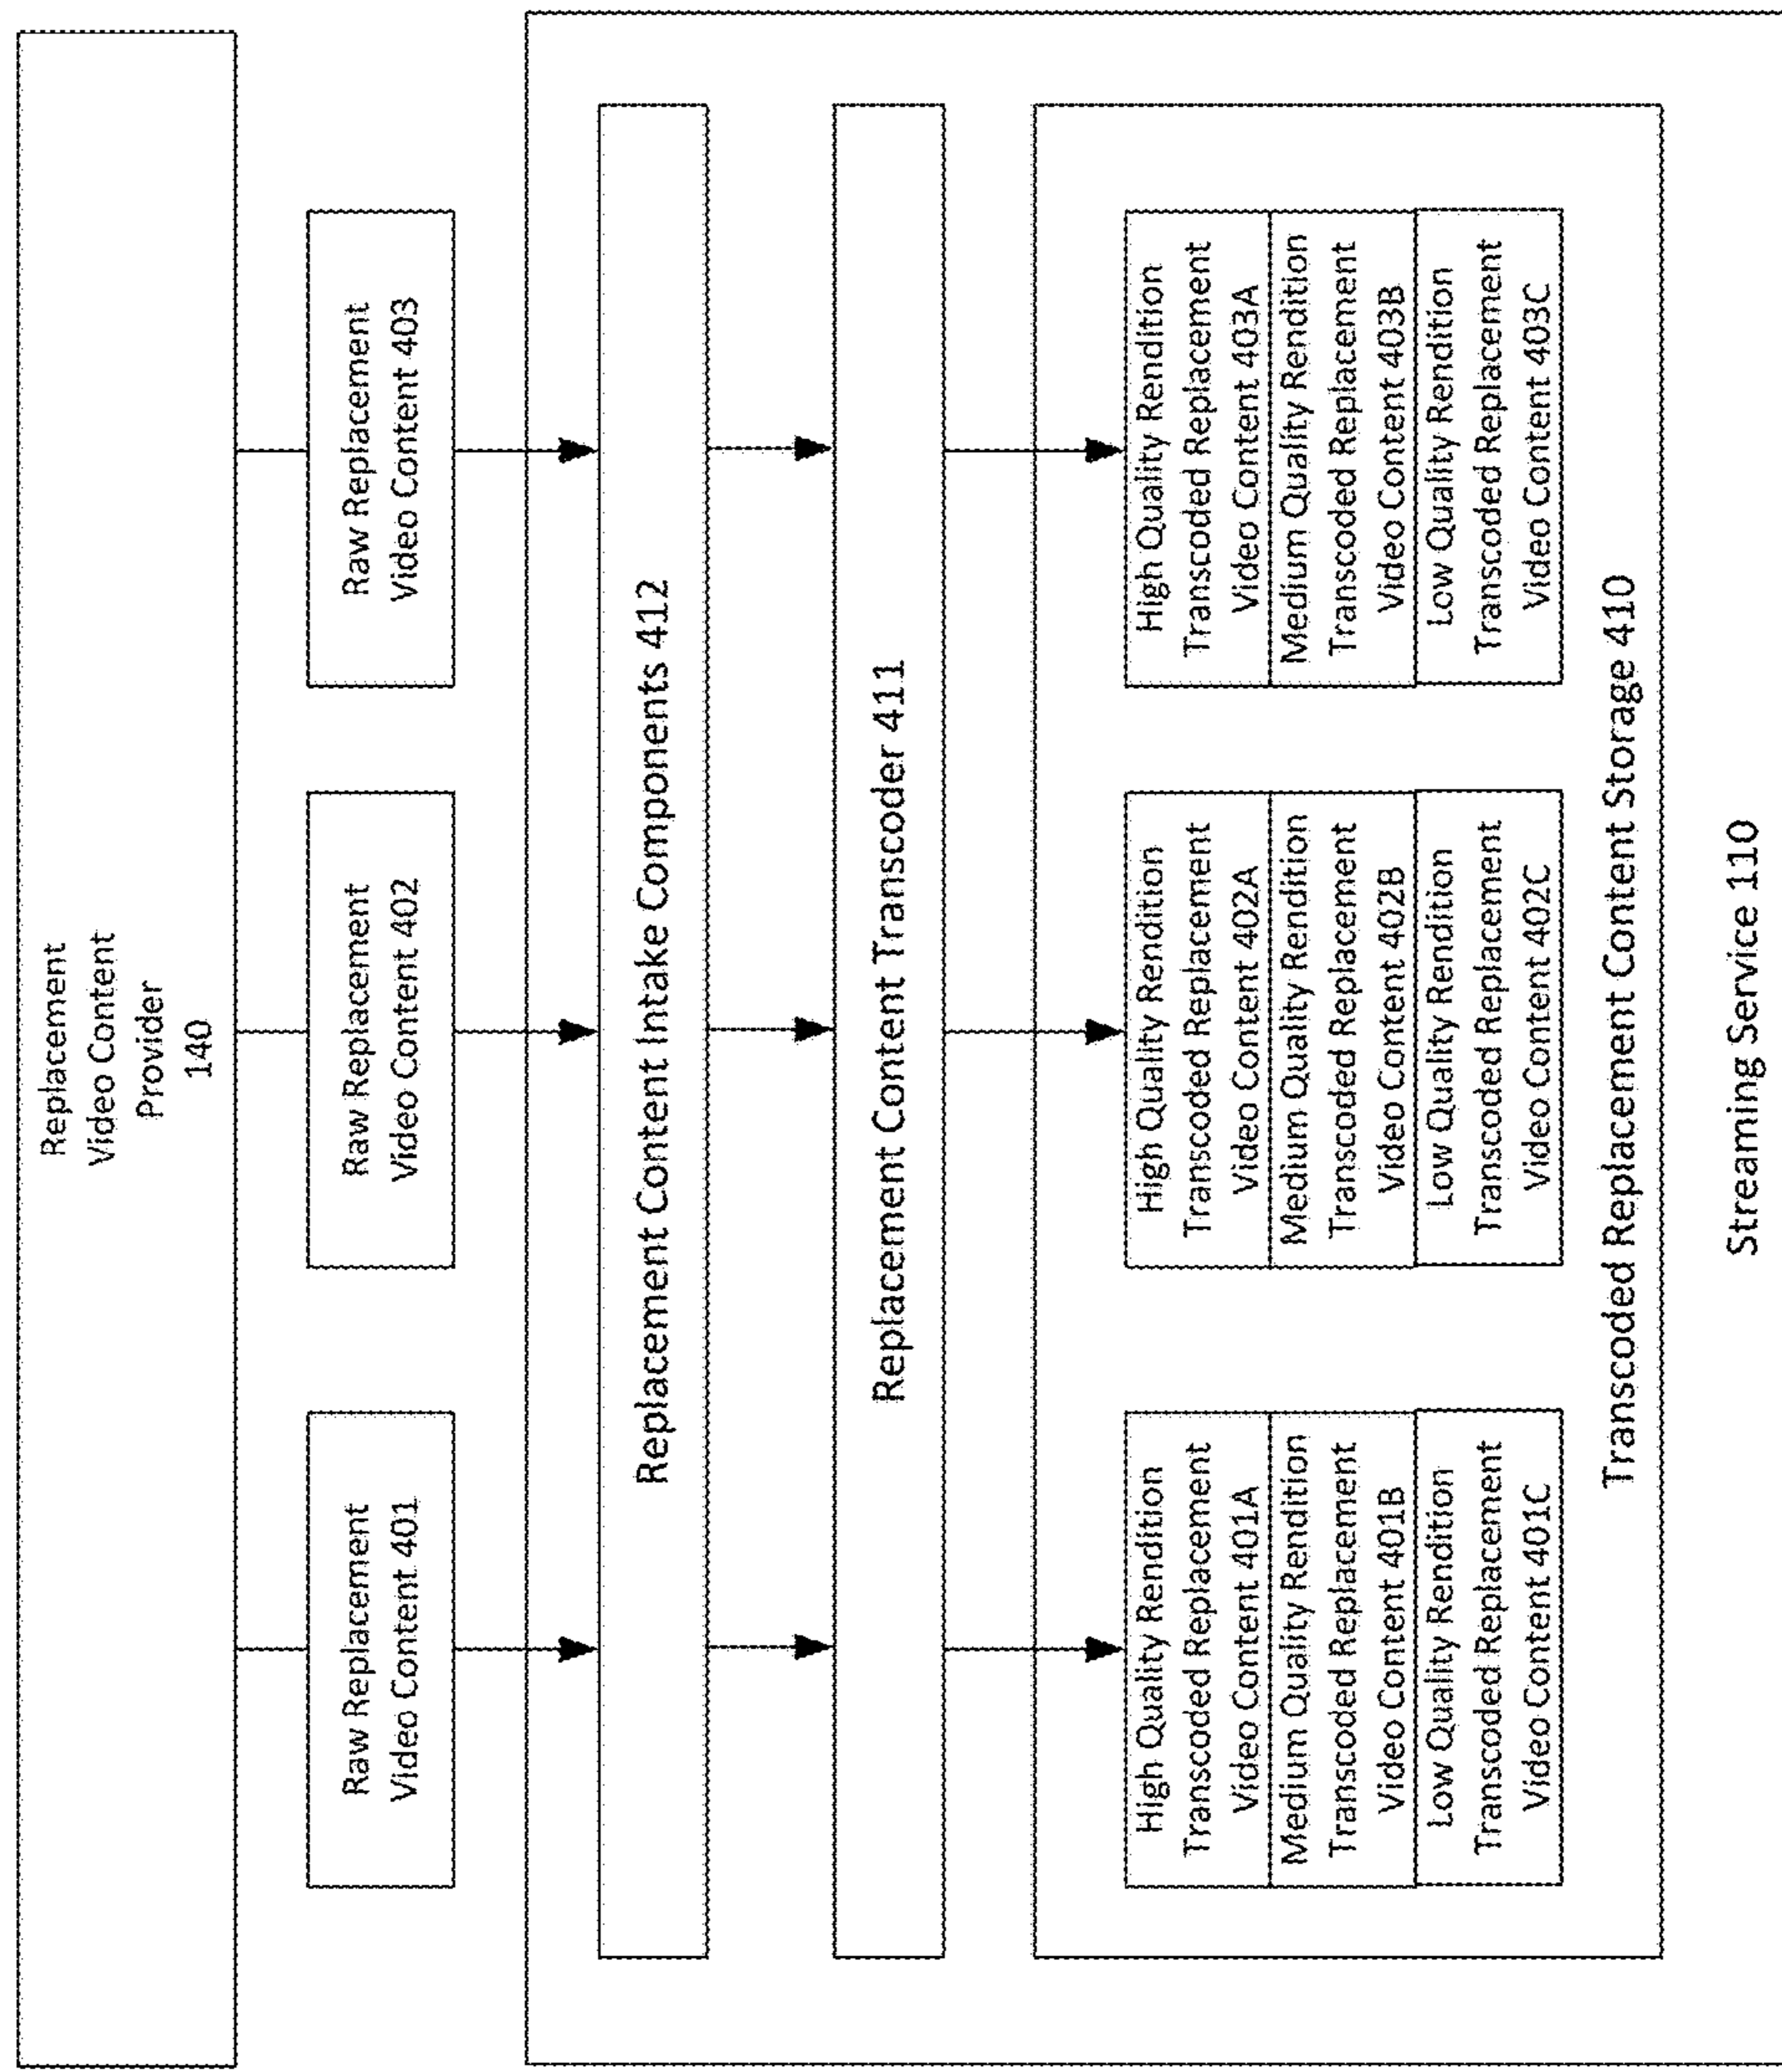 Replacement
Video Content
Provider
140
Raw Replacement
Video Content 401
Raw Replacement
Video Content 402
Raw Replacement
Video Content 403
Replacement Content Intake Components 412
Replacement Content Transcoder 411
High Quality Rendition
Transcoded Replacement
Video Content 401A
Medium Quality Rendition
Transcoded Replacement
Video Content 401B
Low Quality Rendition
Transcoded Replacement
Video Content 401C
High Quality Rendition
Transcoded Replacement
Video Content 402A
Medium Quality Rendition
Transcoded Replacement
Video Content 402B
Low Quality Rendition
Transcoded Replacement
Video Content 402C
High Quality Rendition
Transcoded Replacement
Video Content 403A
Medium Quality Rendition
Transcoded Replacement
Video Content 403B
Low Quality Rendition
Transcoded Replacement
Video Content 403C
Transcoded Replacement Content Storage 410
Streaming Service 110